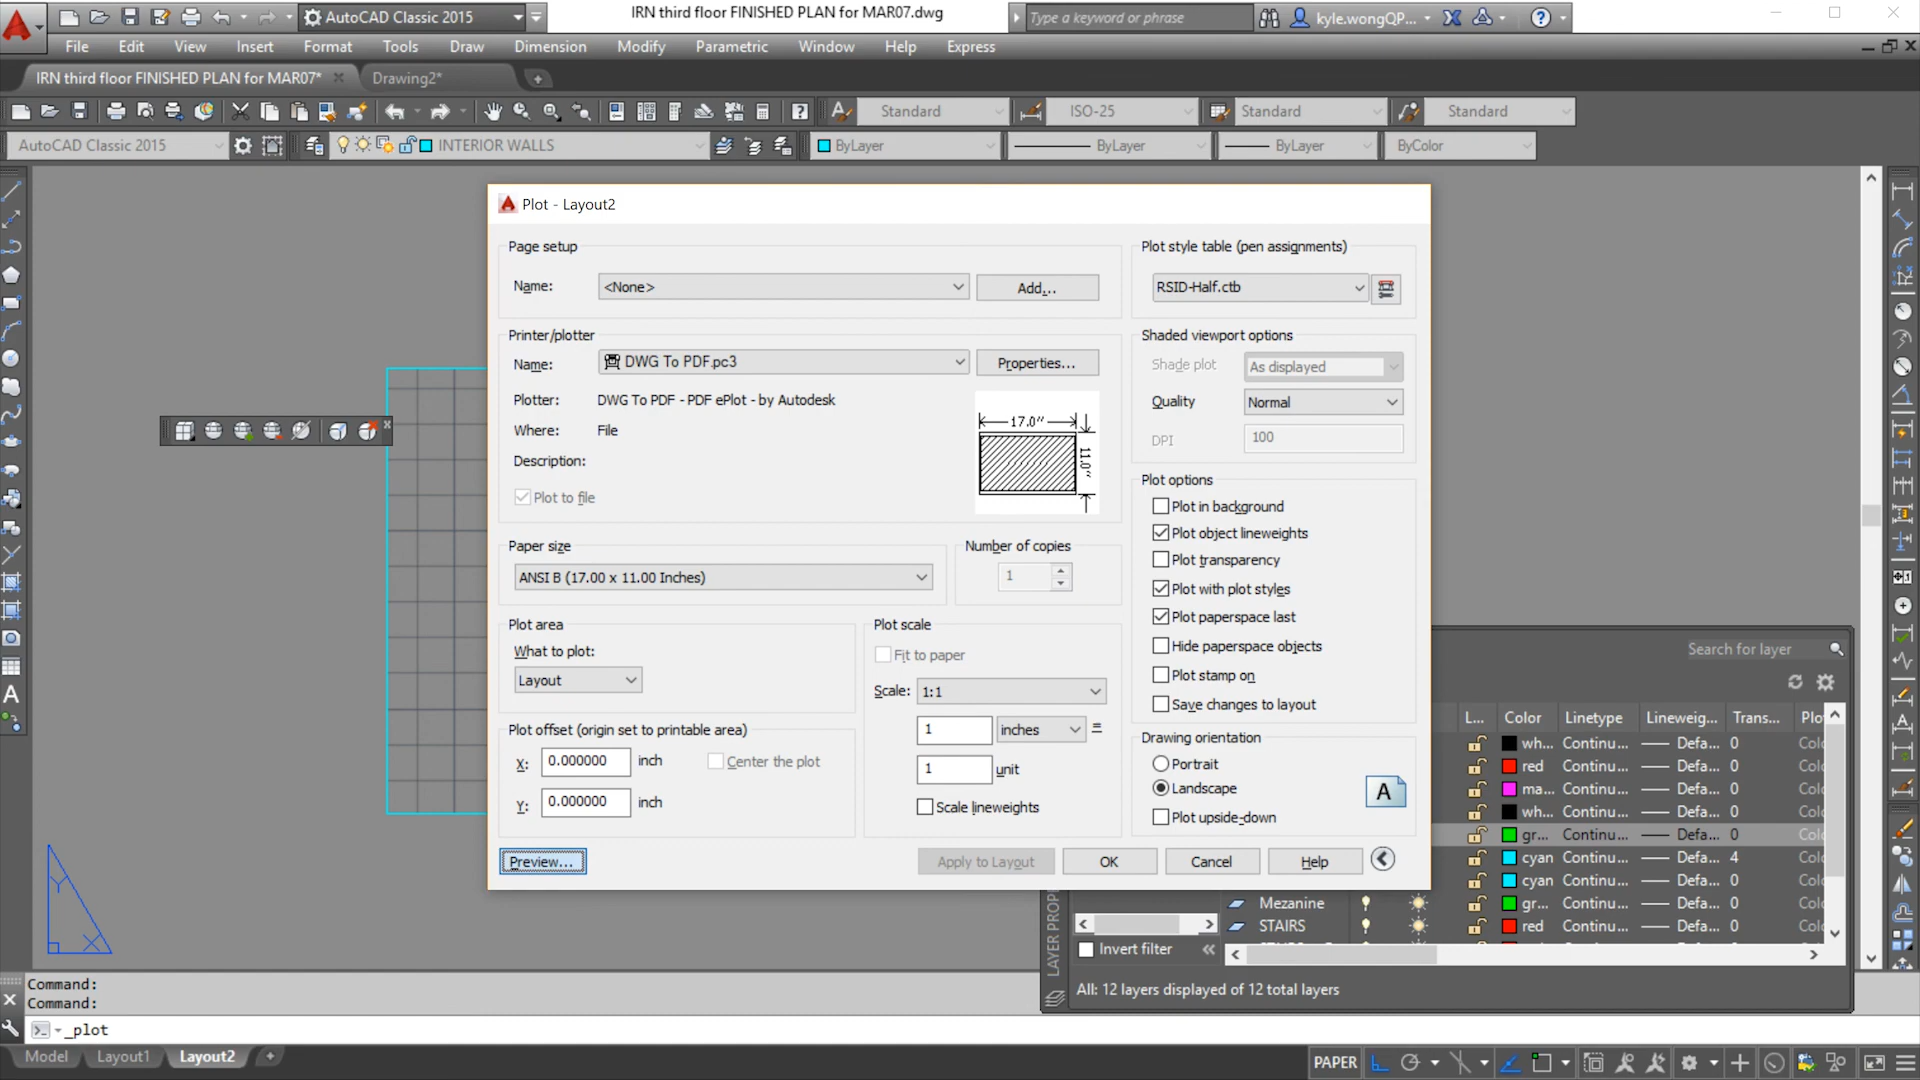 AutoCAD Classic 2015
IRN third floor FINISHED PLAN for MAR07.dwg
Type a keyword or phrase
kyle.wongQP...
File Edit View Insert Format Tools Draw Dimension Modify Parametric Window Help Express
IRN third floor FINISHED PLAN for MAR07*
Drawing2*
Standard ISO-25 Standard Standard
AutoCAD Classic 2015 INTERIOR WALLS ByLayer ByLayer ByLayer ByColor
Plot - Layout2
Page setup
Name: <None> Add...
Plot style table (pen assignments)
RSID-Half.ctb
Printer/plotter
Name: DWG To PDF.pc3 Properties...
Plotter: DWG To PDF - PDF ePlot - by Autodesk
Where: File
Description:
Plot to file
17.0''
11.0''
Shaded viewport options
Shade plot As displayed
Quality Normal
DPI 100
Paper size
ANSI B (17.00 x 11.00 Inches)
Number of copies
1
Plot options
Plot in background
Plot object lineweights
Plot transparency
Plot with plot styles
Plot paperspace last
Hide paperspace objects
Plot stamp on
Save changes to layout
Plot area
What to plot:
Layout
Plot scale
Fit to paper
Scale: 1:1
1 inches =
1 unit
Scale lineweights
Plot offset (origin set to printable area)
X: 0.000000 inch Center the plot
Y: 0.000000 inch
Drawing orientation
Portrait
Landscape
Plot upside-down
A
Preview... Apply to Layout OK Cancel Help
Search for layer
L... Color Linetype Lineweig... Trans... Plo
wh... Continu... Defa... 0 Colo
red Continu... Defa... 0 Colo
ma... Continu... Defa... 0 Colo
wh... Continu... Defa... 0 Colo
gr... Continu... Defa... 0 Colo
cyan Continu... Defa... 4 Colo
cyan Continu... Defa... 0 Colo
Mezanine gr... Continu... Defa... 0 Colo
STAIRS red Continu... Defa... 0 Colo
Invert filter
All: 12 layers displayed of 12 total layers
LAYER PROP
Y
X
Command:
Command:
_plot
Model Layout1 Layout2
PAPER